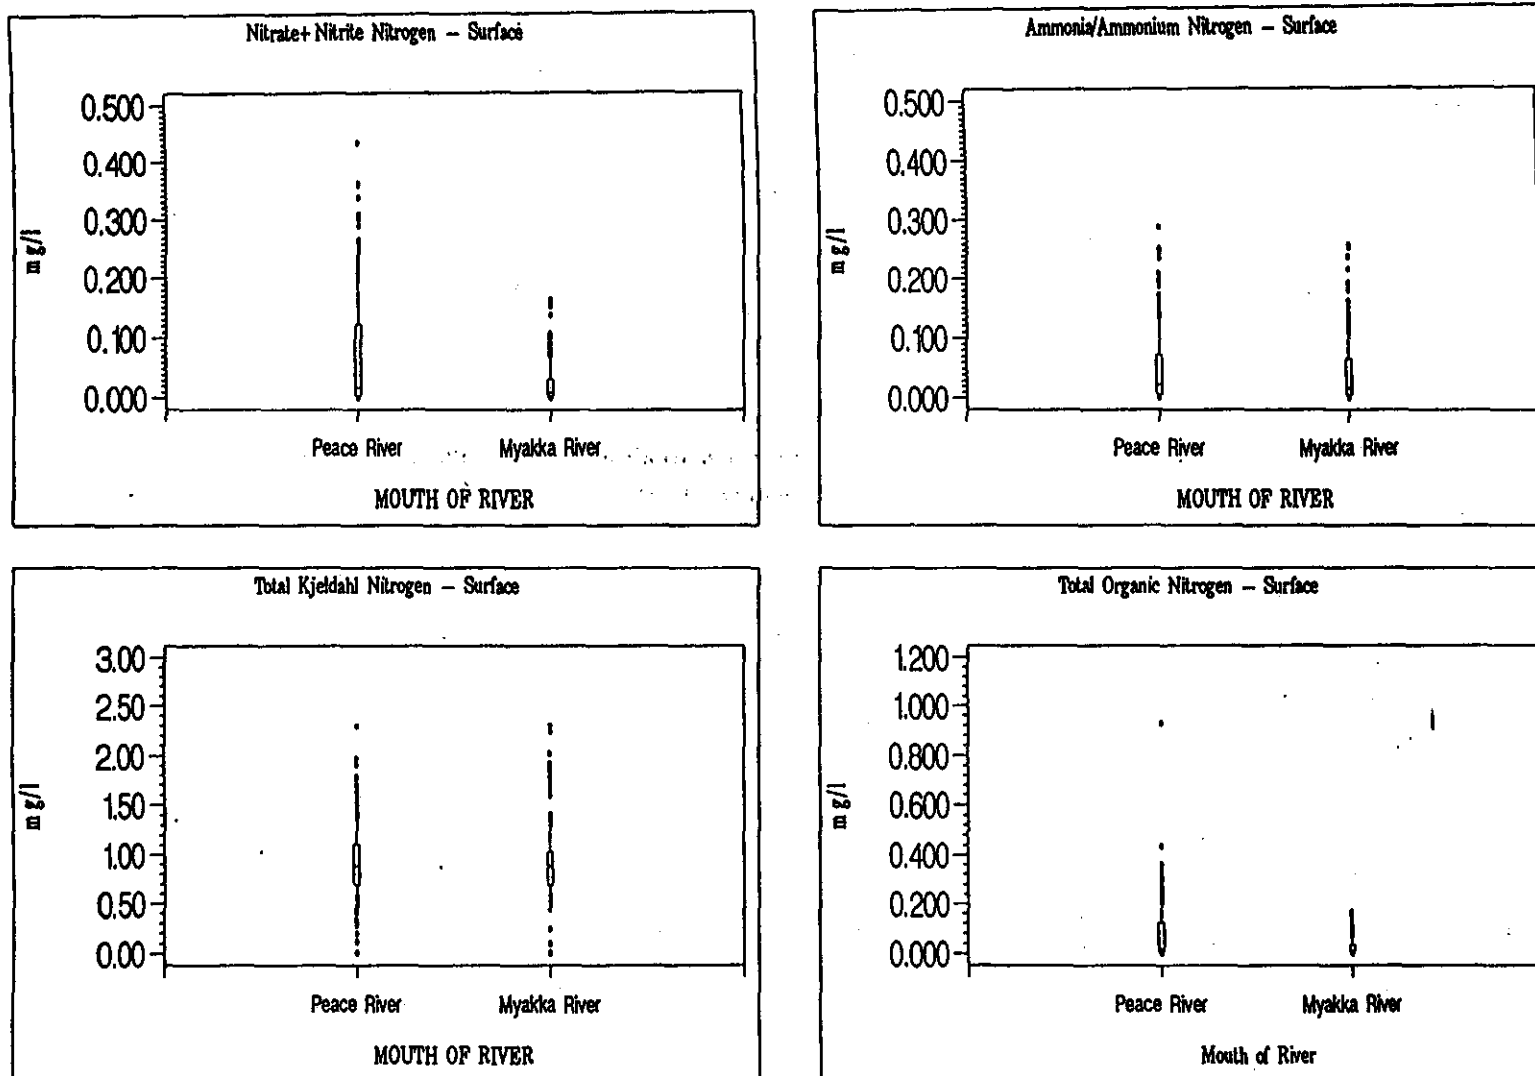 Nitrate+ Nitrite Nitrogen - Surface
0.500
0.400
0.300
0.200
0.100
0.000
mg/l
Peace River Myakka River
MOUTH OF RIVER
Ammonia/Ammonium Nitrogen - Surface
0.500
0.400
0.300
0.200
0.100
0.000
mg/l
Peace River Myakka River
MOUTH OF RIVER
Total Kjeldahl Nitrogen - Surface
3.00
2.50
2.00
1.50
1.00
0.50
0.00
mg/l
Peace River Myakka River
MOUTH OF RIVER
Total Organic Nitrogen - Surface
1.200
1.000
0.800
0.600
0.400
0.200
0.000
mg/l
Peace River Myakka River
Mouth of River